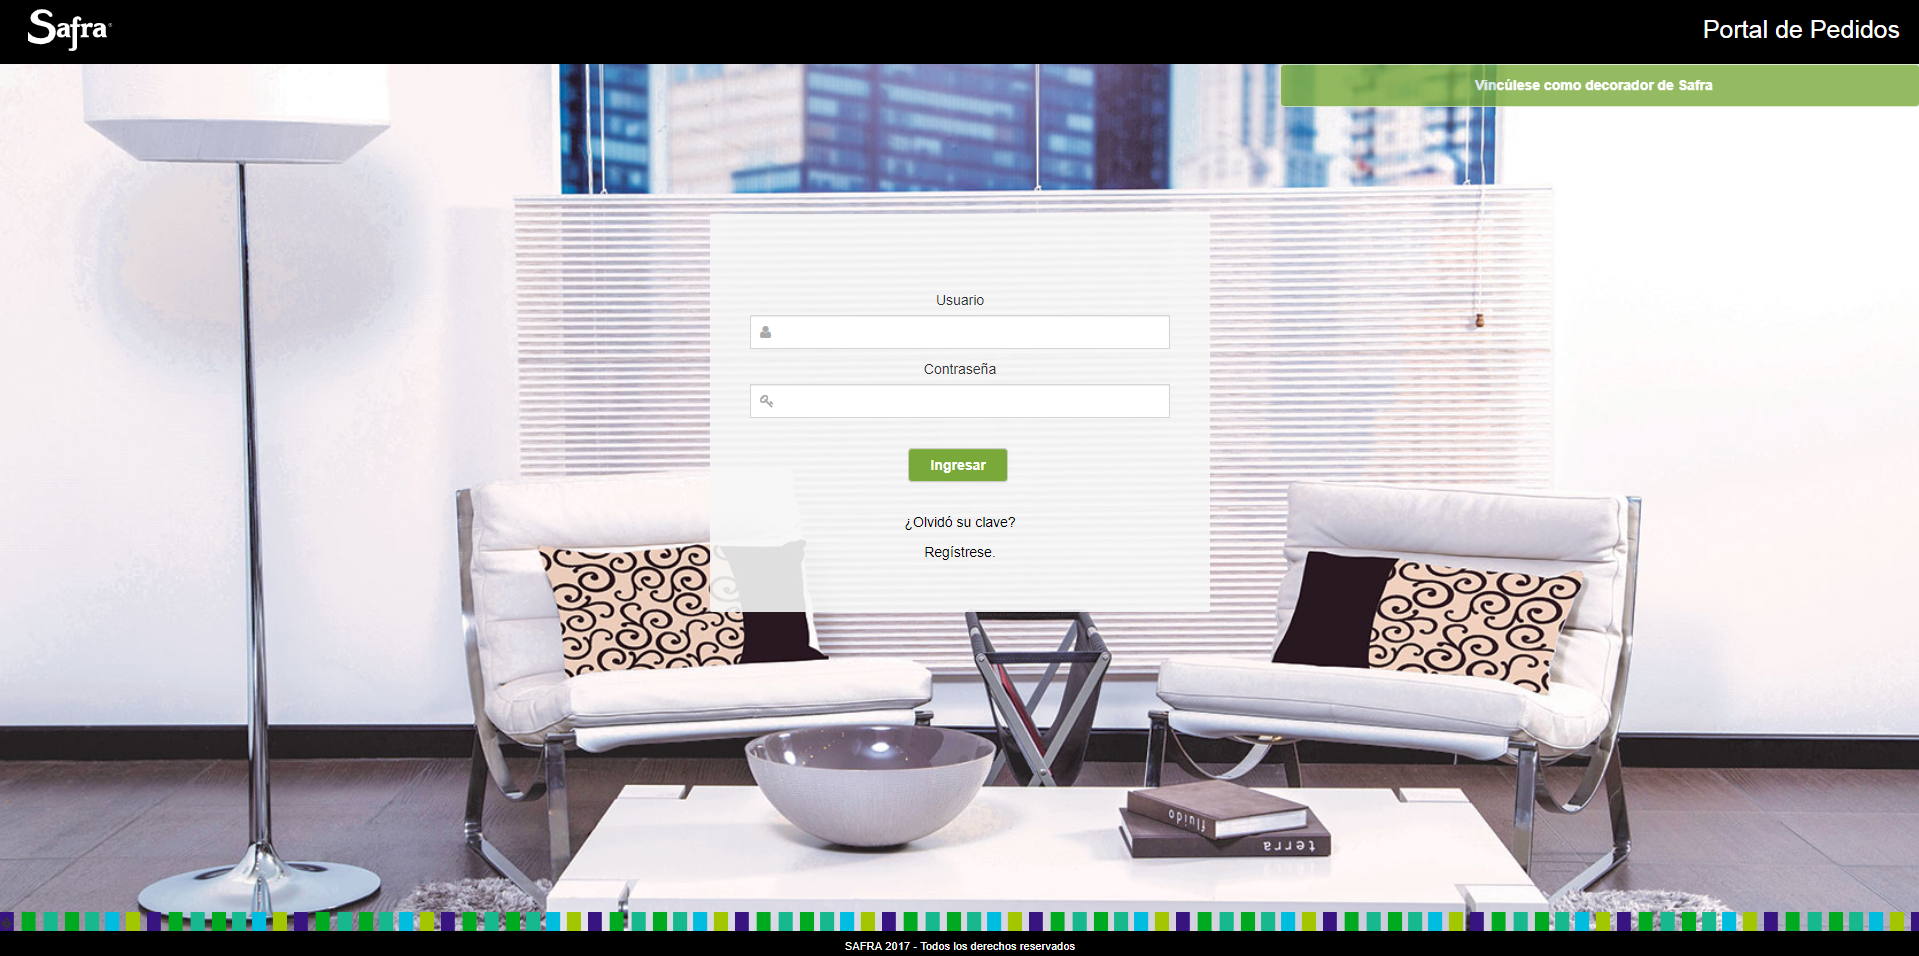 Safra
Portal de Pedidos
Vincúlese como decorador de Safra
Usuario
Contraseña
Ingresar
¿Olvidó su clave?
Regístrese.
fluido
terra
SAFRA 2017 - Todos los derechos reservados